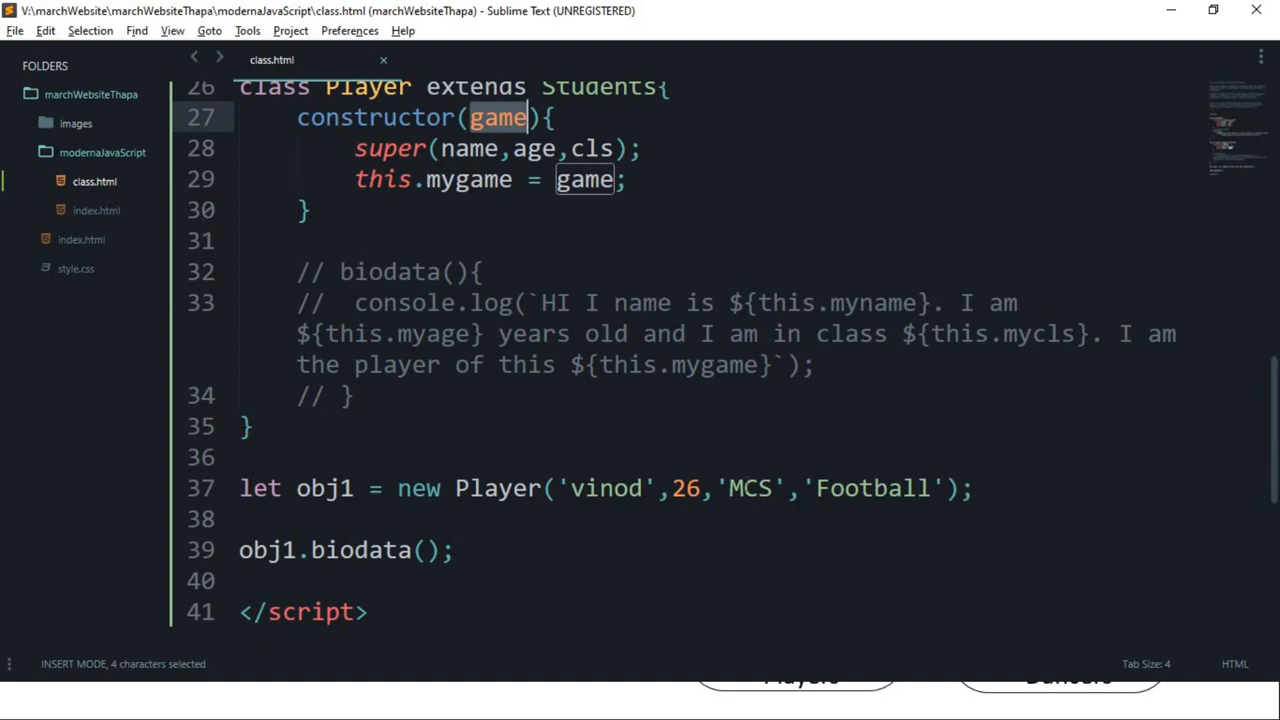 V:\marchWebsite\marchWebsiteThapa\modernaJavaScript\class.html (marchWebsiteThapa) - Sublime Text (UNREGISTERED)
File Edit Selection Find View Goto Tools Project Preferences Help
FOLDERS
marchWebsiteThapa
images
modernaJavaScript
class.html
index.html
index.html
style.css
class.html
26 class Player extends Students{
27 constructor(game){
28 super(name,age,cls);
29 this.mygame = game;
30 }
31
32 // biodata(){
33 // console.log(`HI I name is ${this.myname}. I am
${this.myage} years old and I am in class ${this.mycls}. I am
the player of this ${this.mygame}`);
34 // }
35 }
36
37 let obj1 = new Player('vinod',26,'MCS','Football');
38
39 obj1.biodata();
40
41 </script>
INSERT MODE, 4 characters selected Tab Size: 4 HTML
Players Dancers